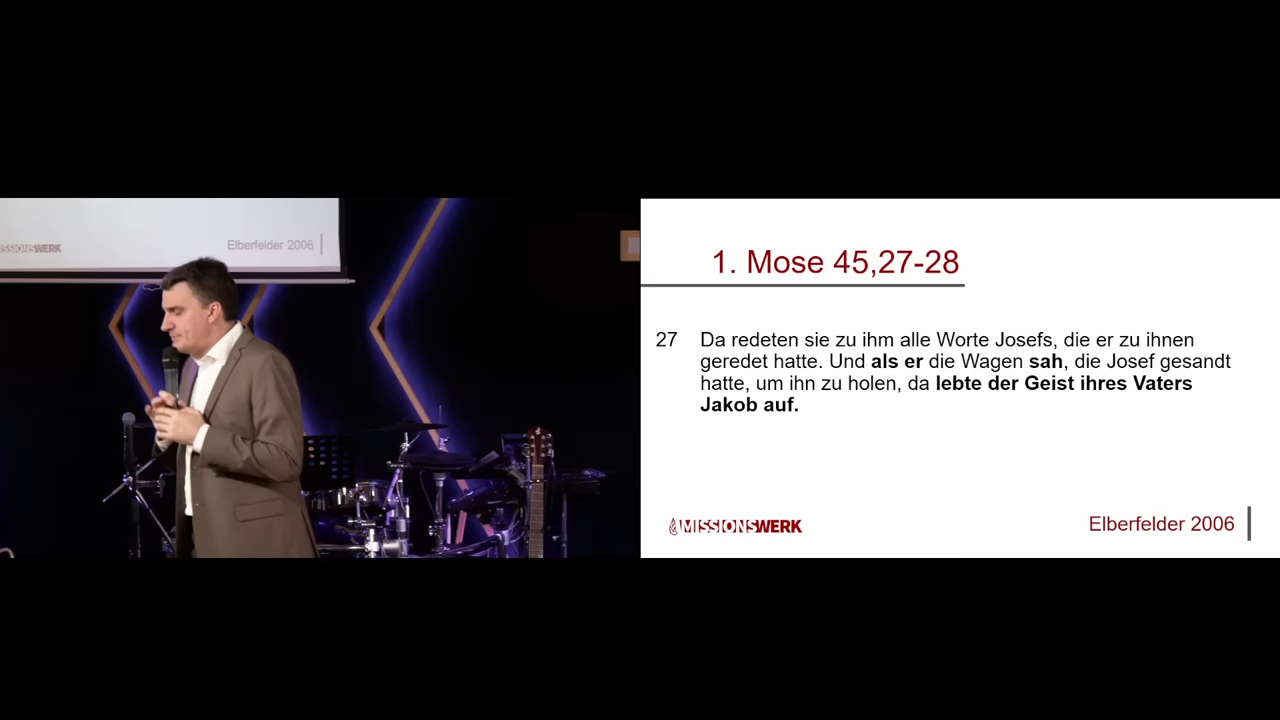 MISSIONSWERK
Elberfelder 2006
1. Mose 45,27-28
27 Da redeten sie zu ihm alle Worte Josefs, die er zu ihnen
geredet hatte. Und als er die Wagen sah, die Josef gesandt
hatte, um ihn zu holen, da lebte der Geist ihres Vaters
Jakob auf.
MISSIONSWERK
Elberfelder 2006